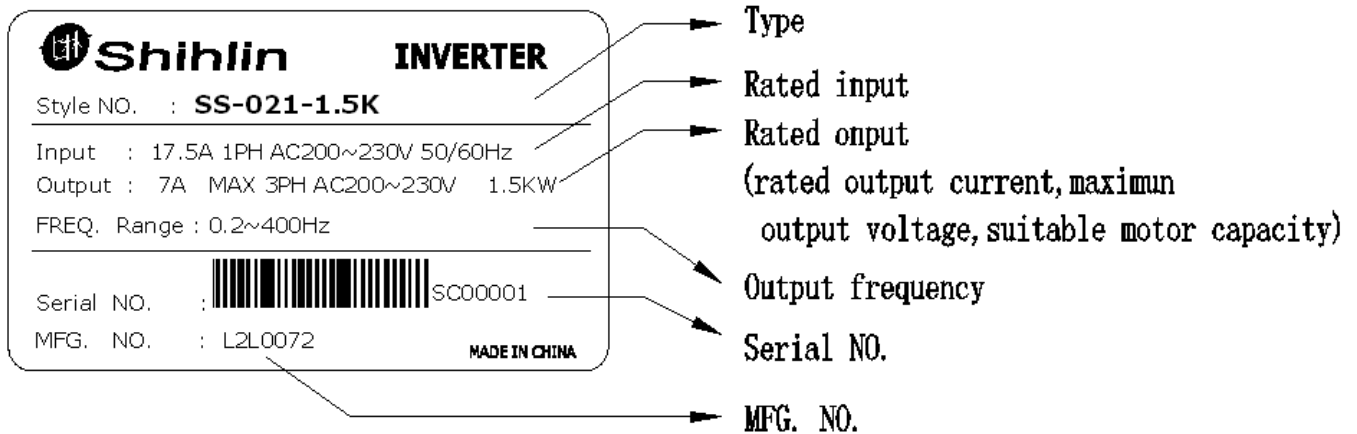 Shihlin INVERTER
Style NO. : SS-021-1.5K
Input : 17.5A 1PH AC200~230V 50/60Hz
Output : 7A MAX 3PH AC200~230V 1.5KW
FREQ. Range : 0.2~400Hz
Serial NO. : SC00001
MFG. NO. : L2L0072
MADE IN CHINA
Type
Rated input
Rated onput
(rated output current, maximun
output voltage, suitable motor capacity)
Output frequency
Serial NO.
MFG. NO.